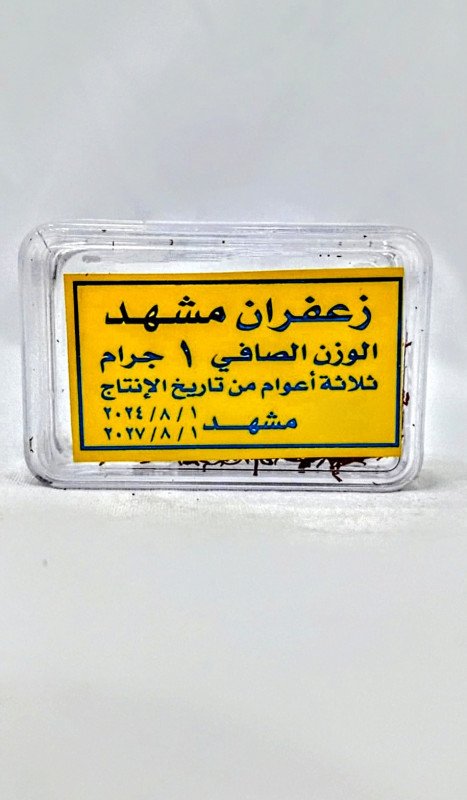 زعفران مشهد
الوزن الصافي ١ جرام
ثلاثة أعوام من تاريخ الإنتاج
مشهد
٢٠٢٤/٨/١
٢٠٢٧/٨/١